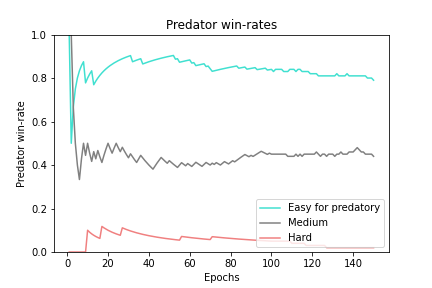 Predator win-rates
Predator win-rate
1.0
0.8
0.6
0.4
0.2
0.0
Easy for predatory
Medium
Hard
0
20
40
60
80
100
120
140
Epochs